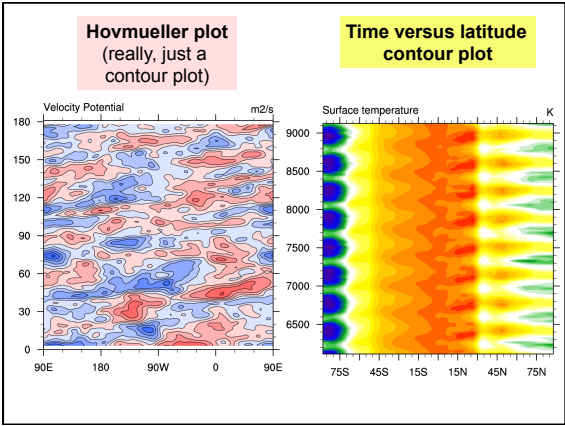 Hovmueller plot
(really, just a
contour plot)
Time versus latitude
contour plot
Velocity Potential m2/s
180
150
120
90
60
30
0
90E 180 90W 0 90E
Surface temperature K
9000
8500
8000
7500
7000
6500
75S 45S 15S 15N 45N 75N